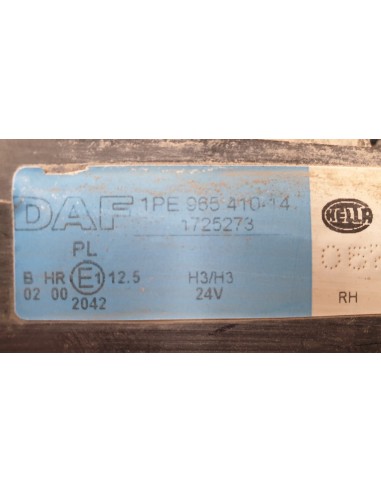 DAF 1PE 965 410-14
1725273
HELLA
PL
B HR E1 12.5 H3/H3
02 00 24V
2042
RH